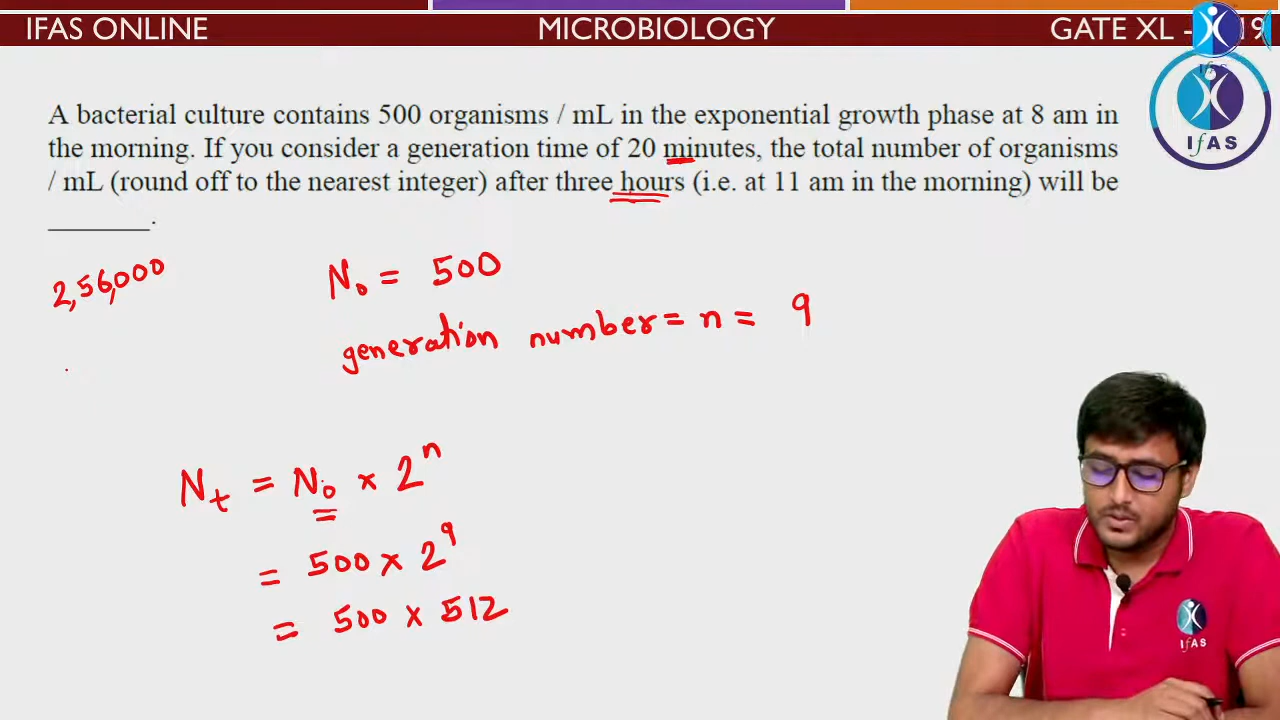 IFAS ONLINE MICROBIOLOGY GATE XL - 19
IfAS
A bacterial culture contains 500 organisms / mL in the exponential growth phase at 8 am in
the morning. If you consider a generation time of 20 minutes, the total number of organisms
/ mL (round off to the nearest integer) after three hours (i.e. at 11 am in the morning) will be
________.
2,56,000
N₀ = 500
generation number = n = 9
Nₜ = N₀ × 2ⁿ
= 500 × 2⁹
= 500 × 512
IfAS